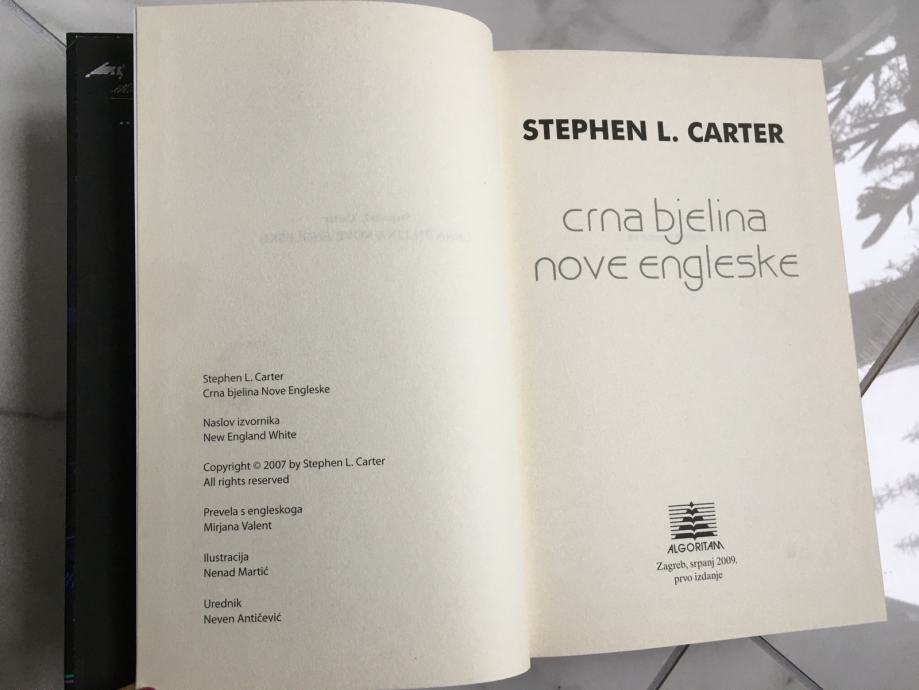 Stephen L. Carter
Crna bjelina Nove Engleske
Naslov izvornika
New England White
Copyright © 2007 by Stephen L. Carter
All rights reserved
Prevela s engleskoga
Mirjana Valent
Ilustracija
Nenad Martić
Urednik
Neven Antičević
STEPHEN L. CARTER
crna bjelina
nove engleske
ALGORITAM
Zagreb, srpanj 2009.
prvo izdanje